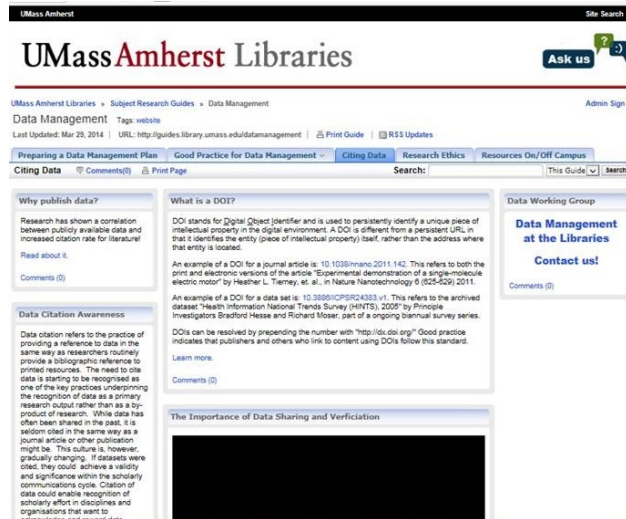 UMass Amherst
Site Search
UMassAmherst Libraries
Ask us ? :)
UMass Amherst Libraries » Subject Research Guides » Data Management
Admin Sign
Data Management Tags: website
Last Updated: Mar 28, 2014 | URL: http://guides.library.umass.edu/datamanagement | Print Guide | RSS Updates
Preparing a Data Management Plan Good Practice for Data Management Citing Data Research Ethics Resources On/Off Campus
Citing Data Comments(0) Print Page Search: This Guide Search
Why publish data?
Research has shown a correlation
between publicly available data and
increased citation rate for literature!
Read about it.
Comments (0)
Data Citation Awareness
Data citation refers to the practice of
providing a reference to data in the
same way as researchers routinely
provide a bibliographic reference to
printed resources. The need to cite
data is starting to be recognised as
one of the key practices underpinning
the recognition of data as a primary
research output rather than as a by-
product of research. While data has
often been shared in the past, it is
seldom cited in the same way as a
journal article or other publication
might be. This culture is, however,
gradually changing. If datasets were
cited, they could achieve a validity
and significance within the scholarly
communications cycle. Citation of
data could enable recognition of
scholarly effort in disciplines and
organisations that want to
What is a DOI?
DOI stands for Digital Object Identifier and is used to persistently identify a unique piece of
intellectual property in the digital environment. A DOI is different from a persistent URL in
that it identifies the entity (piece of intellectual property) itself, rather than the address where
that entity is located.
An example of a DOI for a journal article is: 10.1038/nnano.2011.142. This refers to both the
print and electronic versions of the article "Experimental demonstration of a single-molecule
electric motor" by Heather L. Tierney, et. al., in Nature Nanotechnology 6 (625-629) 2011.
An example of a DOI for a data set is: 10.3886/ICPSR24383.v1. This refers to the archived
dataset "Health Information National Trends Survey (HINTS), 2005" by Principle
Investigators Bradford Hesse and Richard Moser, part of a ongoing biannual survey series.
DOIs can be resolved by prepending the number with "http://dx.doi.org/" Good practice
indicates that publishers and others who link to content using DOIs follow this standard.
Learn more.
Comments (0)
The Importance of Data Sharing and Verficiation
Data Working Group
Data Management
at the Libraries
Contact us!
Comments (0)